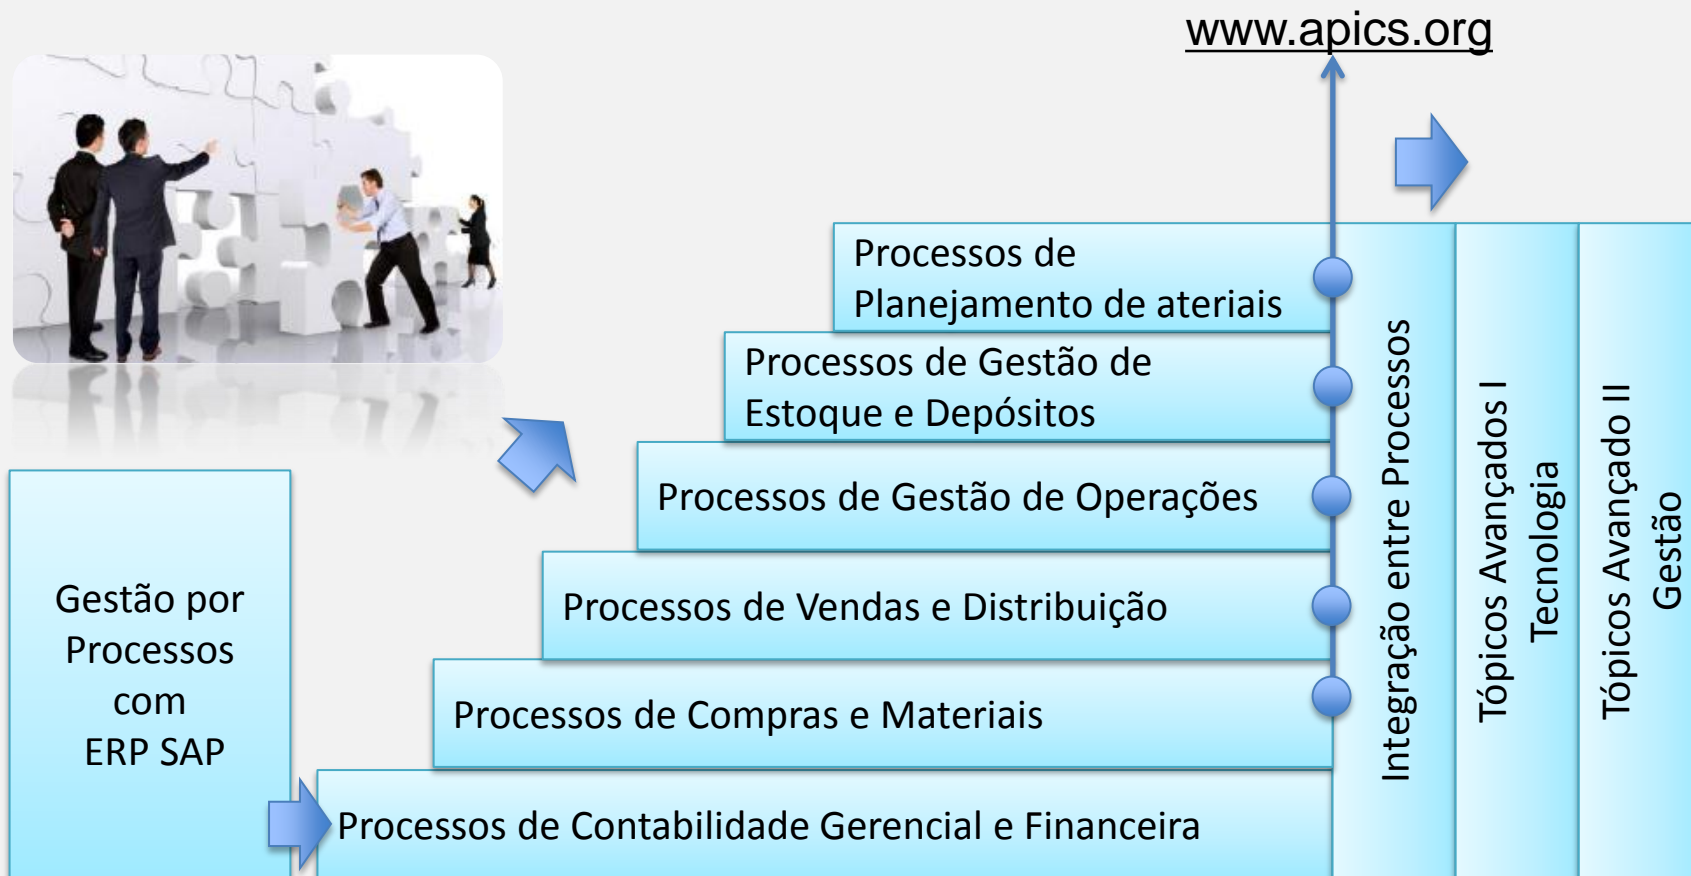 www.apics.org
Processos de
Planejamento de ateriais
Processos de Gestão de
Estoque e Depósitos
Processos de Gestão de Operações
Processos de Vendas e Distribuição
Processos de Compras e Materiais
Processos de Contabilidade Gerencial e Financeira
Gestão por
Processos
com
ERP SAP
Integração entre Processos
Tópicos Avançados I
Tecnologia
Tópicos Avançado II
Gestão